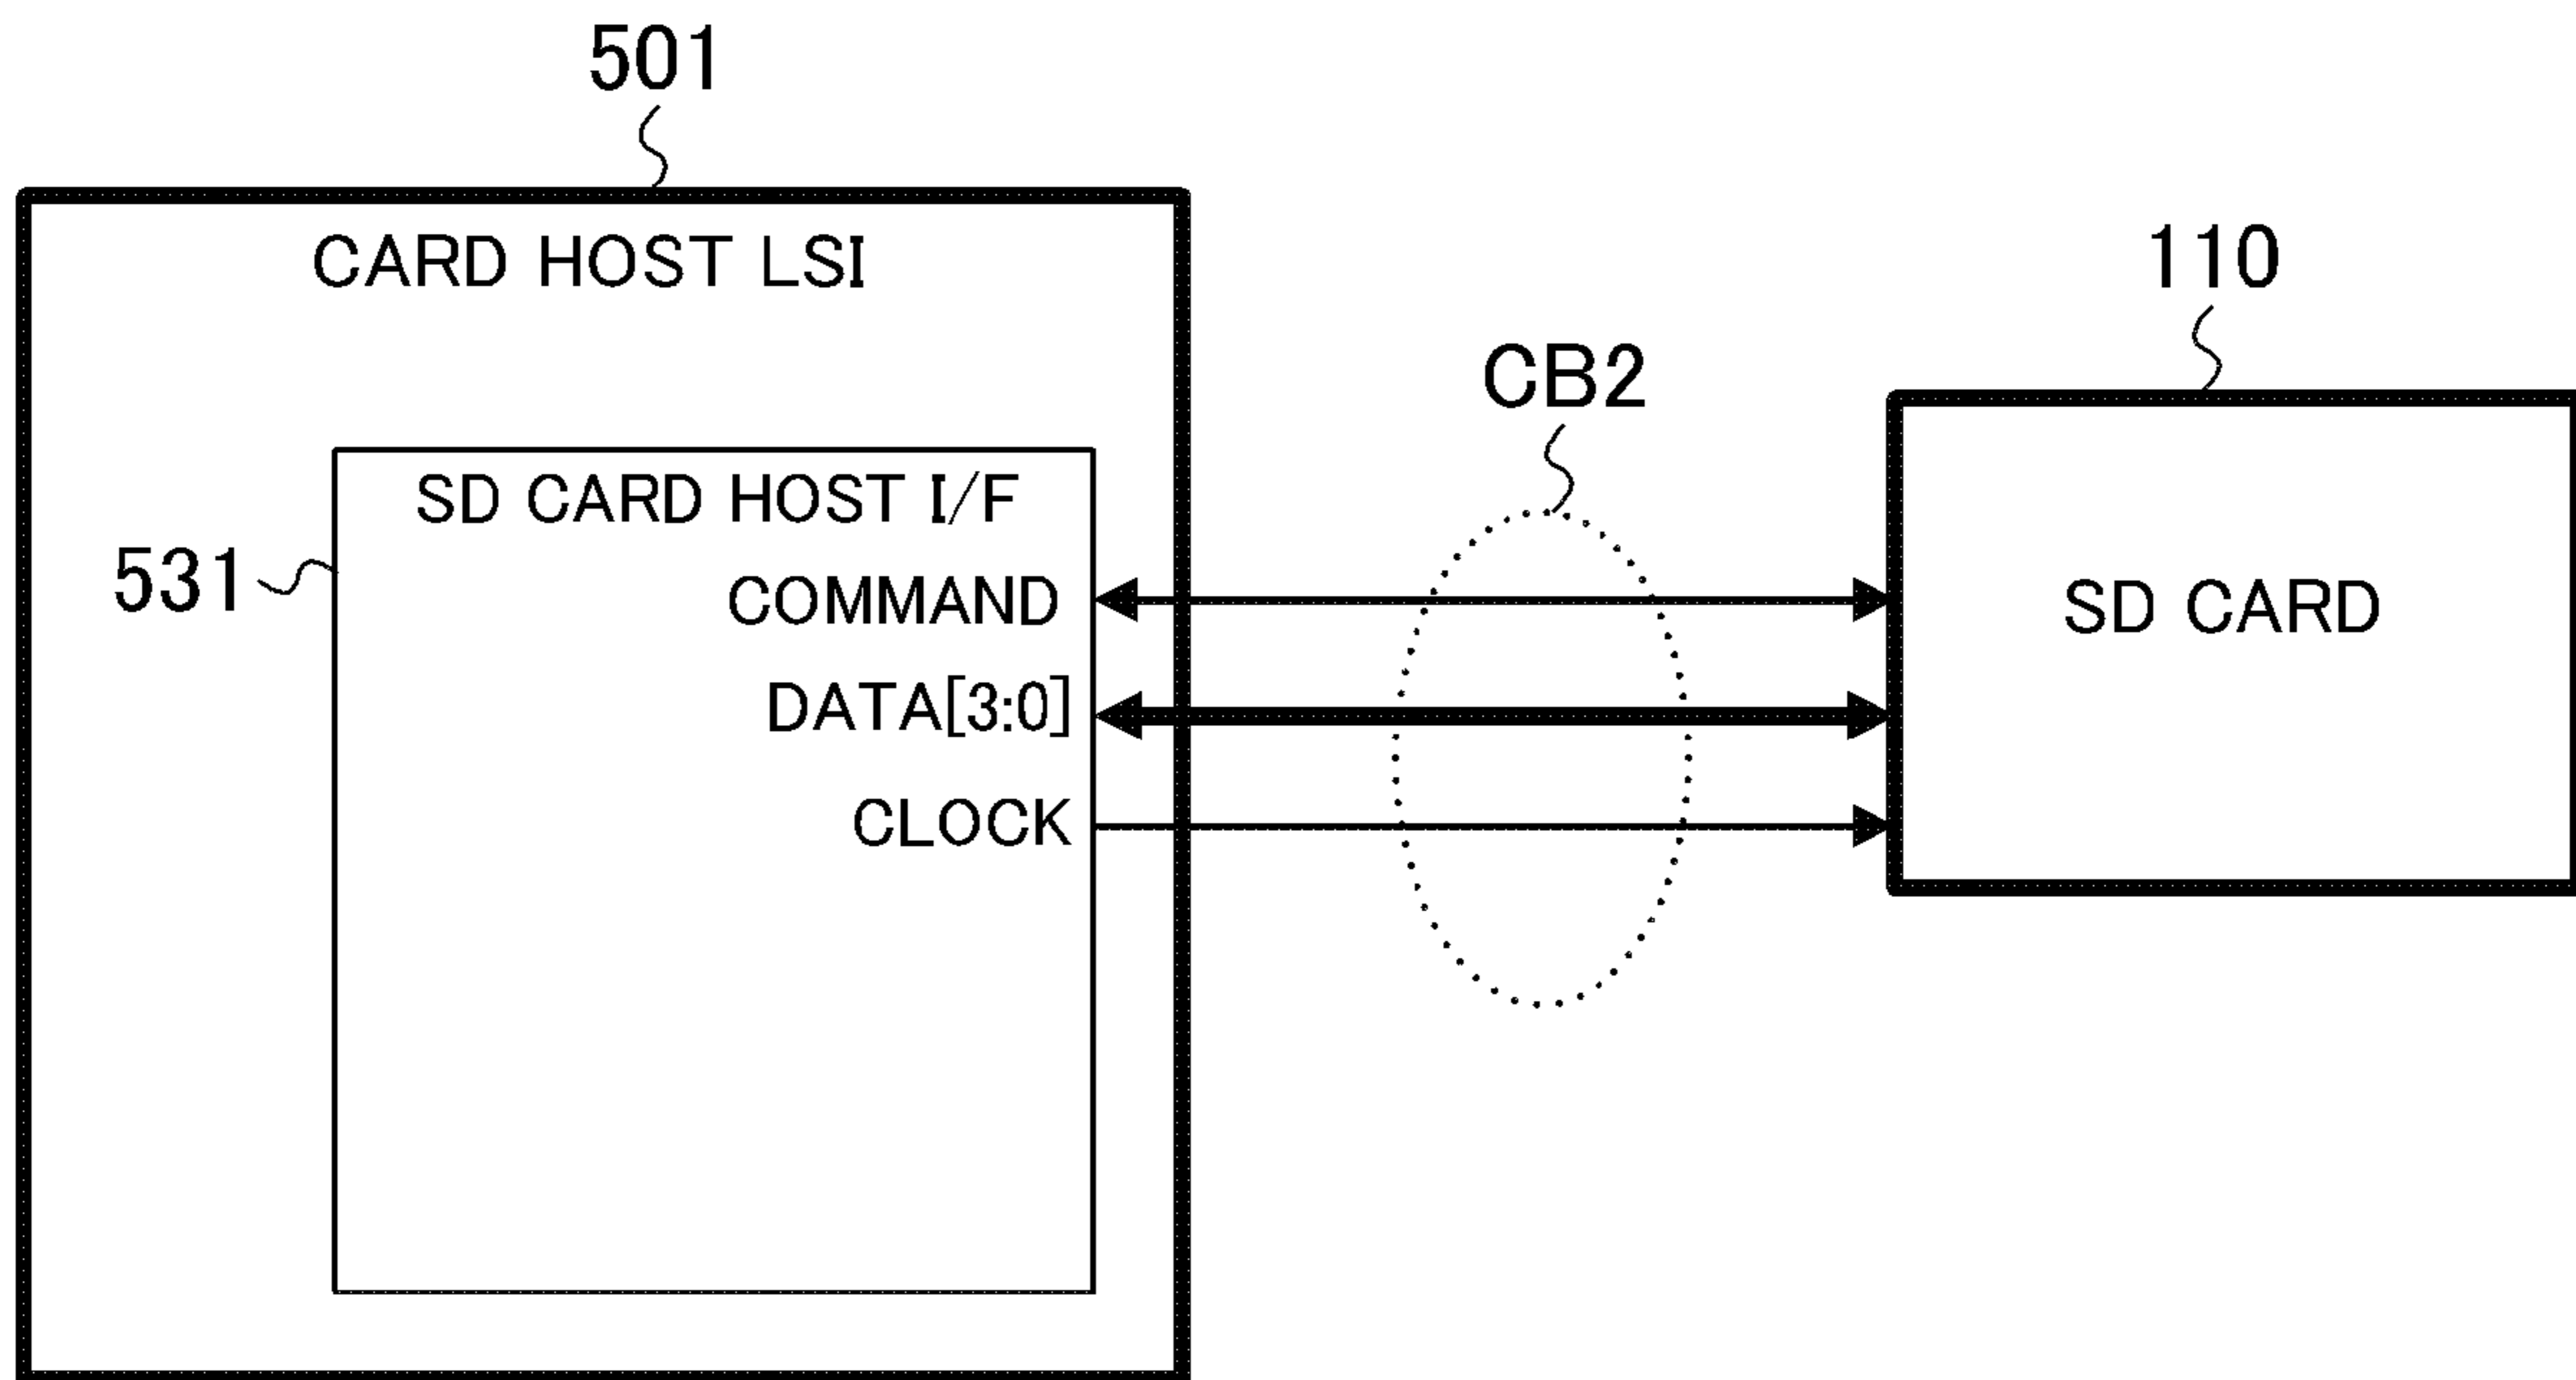 501
CARD HOST LSI
110
CB2
SD CARD HOST I/F
531
COMMAND
SD CARD
DATA[3:0]
CLOCK